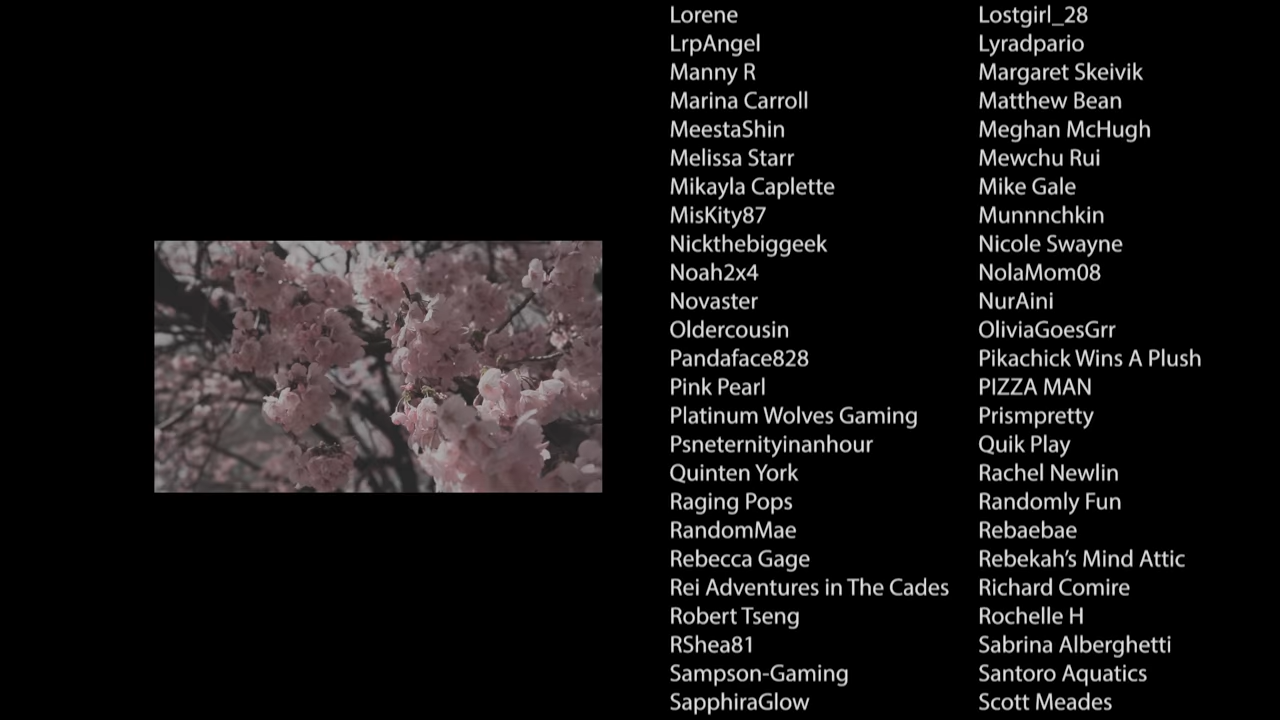 Lorene
LrpAngel
Manny R
Marina Carroll
MeestaShin
Melissa Starr
Mikayla Caplette
MisKity87
Nickthebiggeek
Noah2x4
Novaster
Oldercousin
Pandaface828
Pink Pearl
Platinum Wolves Gaming
Psneternityinanhour
Quinten York
Raging Pops
RandomMae
Rebecca Gage
Rei Adventures in The Cades
Robert Tseng
RShea81
Sampson-Gaming
SapphiraGlow
Lostgirl_28
Lyradpario
Margaret Skeivik
Matthew Bean
Meghan McHugh
Mewchu Rui
Mike Gale
Munnnchkin
Nicole Swayne
NolaMom08
NurAini
OliviaGoesGrr
Pikachick Wins A Plush
PIZZA MAN
Prismpretty
Quik Play
Rachel Newlin
Randomly Fun
Rebaebae
Rebekah’s Mind Attic
Richard Comire
Rochelle H
Sabrina Alberghetti
Santoro Aquatics
Scott Meades